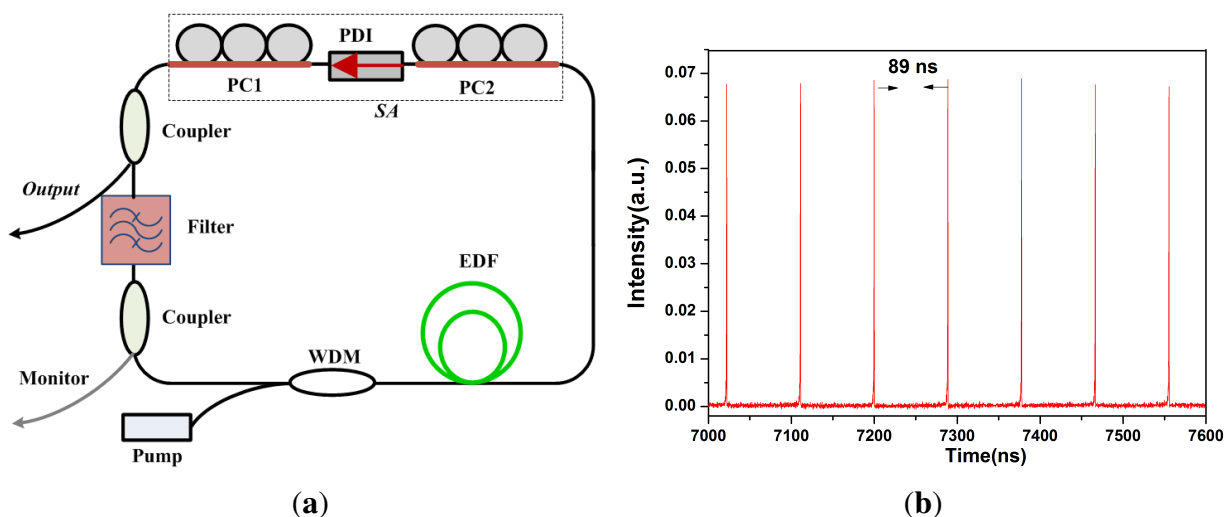 PDI
PC1
PC2
SA
Coupler
Output
Filter
EDF
Coupler
WDM
Monitor
Pump
(a)
89 ns
Intensity(a.u.)
0.07
0.06
0.05
0.04
0.03
0.02
0.01
0.00
7000 7100 7200 7300 7400 7500 7600
Time(ns)
(b)